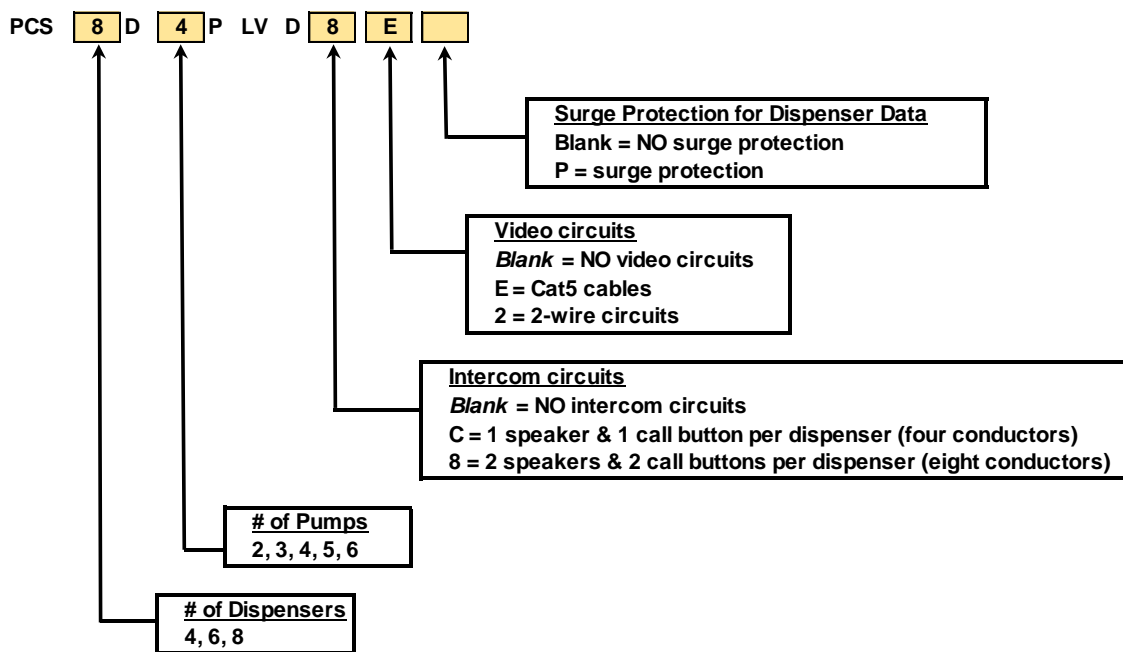 PCS 8 D 4 P LV D 8 E
Surge Protection for Dispenser Data
Blank = NO surge protection
P = surge protection
Video circuits
Blank = NO video circuits
E = Cat5 cables
2 = 2-wire circuits
Intercom circuits
Blank = NO intercom circuits
C = 1 speaker & 1 call button per dispenser (four conductors)
8 = 2 speakers & 2 call buttons per dispenser (eight conductors)
# of Pumps
2, 3, 4, 5, 6
# of Dispensers
4, 6, 8